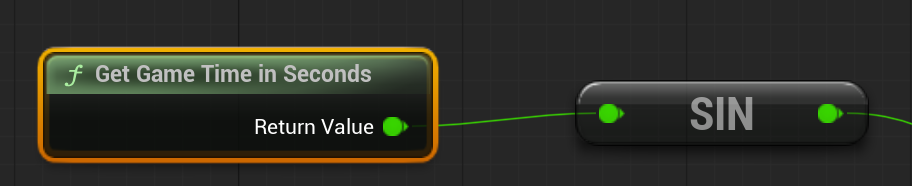 f Get Game Time in Seconds
Return Value
SIN